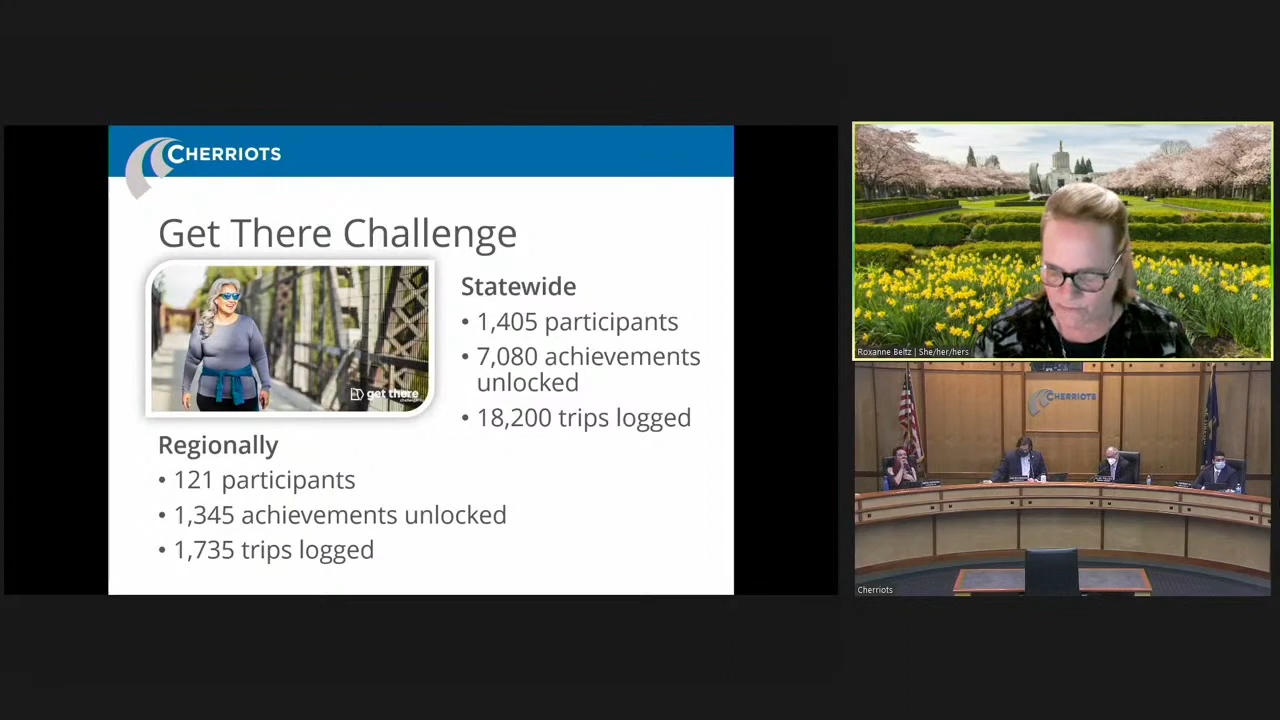 CHERRIOTS
Get There Challenge
get there
challenge
Statewide
• 1,405 participants
• 7,080 achievements
unlocked
• 18,200 trips logged
Regionally
• 121 participants
• 1,345 achievements unlocked
• 1,735 trips logged
Roxanne Beltz | She/her/hers
CHERRIOTS
Cherriots